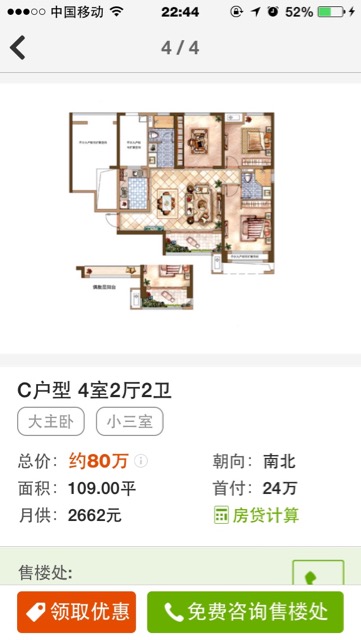 中国移动 22:44 52%
4 / 4
C户型 4室2厅2卫
大主卧 小三室
总价: 约80万 朝向: 南北
面积: 109.00平 首付: 24万
月供: 2662元 房贷计算
售楼处:
领取优惠 免费咨询售楼处